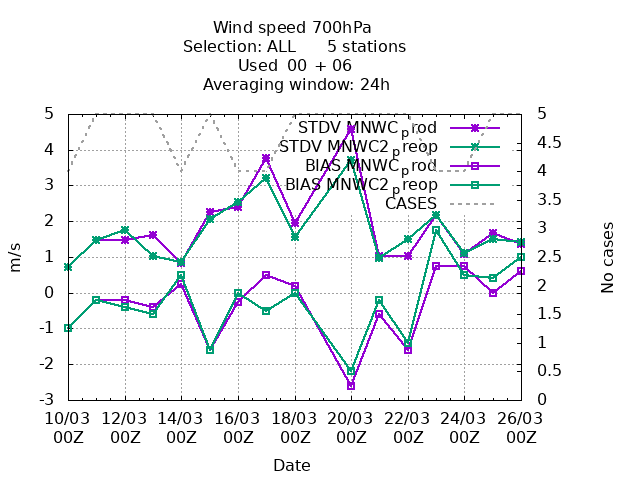 Wind speed 700hPa
Selection: ALL 5 stations
Used 00 + 06
Averaging window: 24h
STDV MNWC_prod
STDV MNWC2_preop
BIAS MNWC_prod
BIAS MNWC2_preop
CASES
5
4
3
2
1
0
-1
-2
-3
m/s
5
4.5
4
3.5
3
2.5
2
1.5
1
0.5
0
No cases
10/03 12/03 14/03 16/03 18/03 20/03 22/03 24/03 26/03
00Z 00Z 00Z 00Z 00Z 00Z 00Z 00Z 00Z
Date